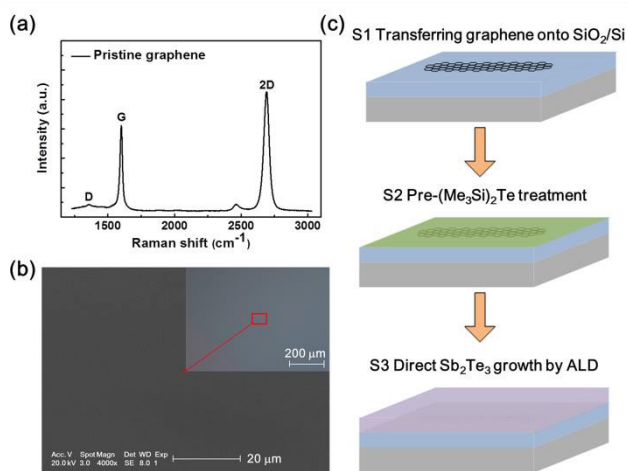 (a)
Pristine graphene
D
G
2D
Intensity (a.u.)
1500 2000 2500 3000
Raman shift (cm⁻¹)
(b)
200 μm
Acc. V Spot Magn Det WD Exp
20.0 kV 3.0 4000x SE 8.0 1
20 μm
(c)
S1 Transferring graphene onto SiO₂/Si
S2 Pre-(Me₃Si)₂Te treatment
S3 Direct Sb₂Te₃ growth by ALD